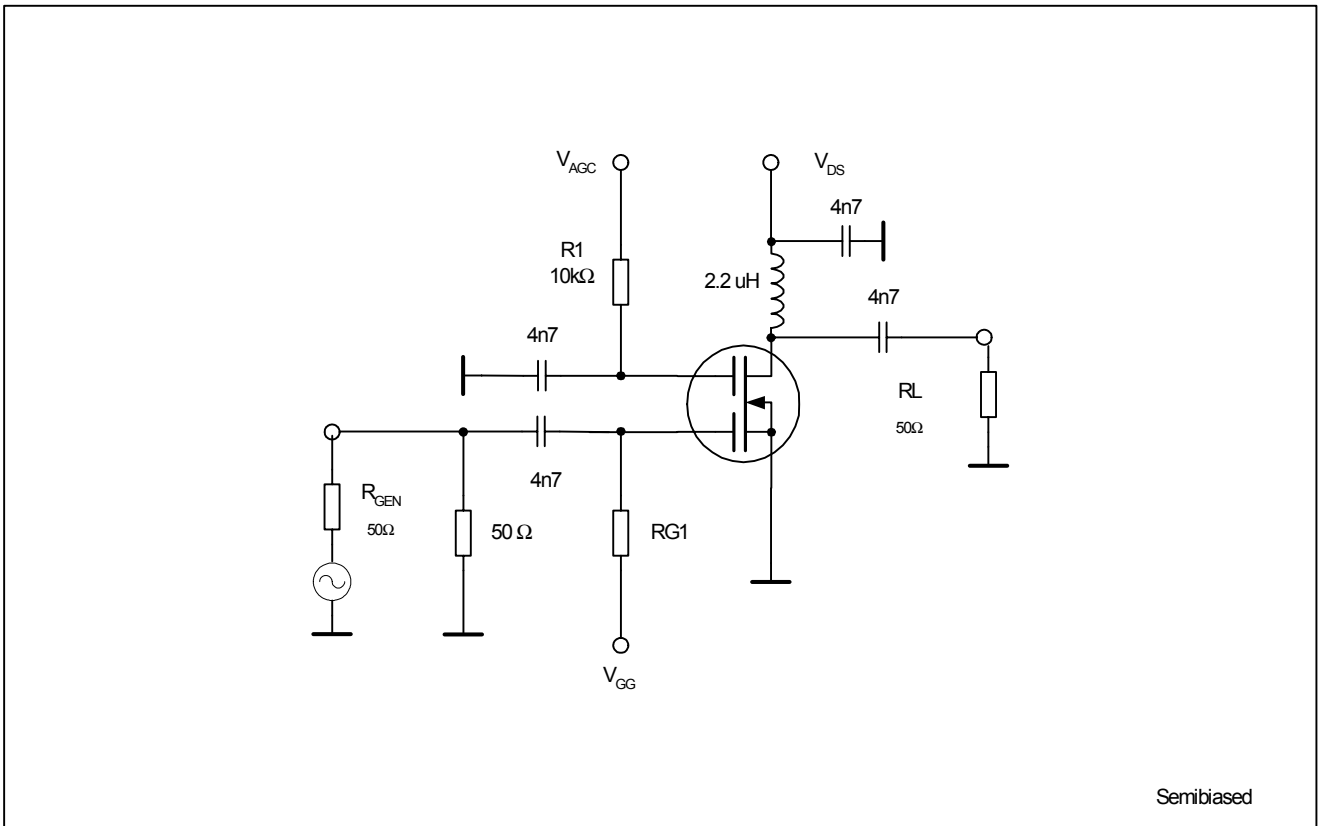 V_AGC
V_DS
4n7
R1
10kΩ
2.2 uH
4n7
4n7
RL
50Ω
4n7
R_GEN
50Ω
50 Ω
RG1
V_GG
Semibiased